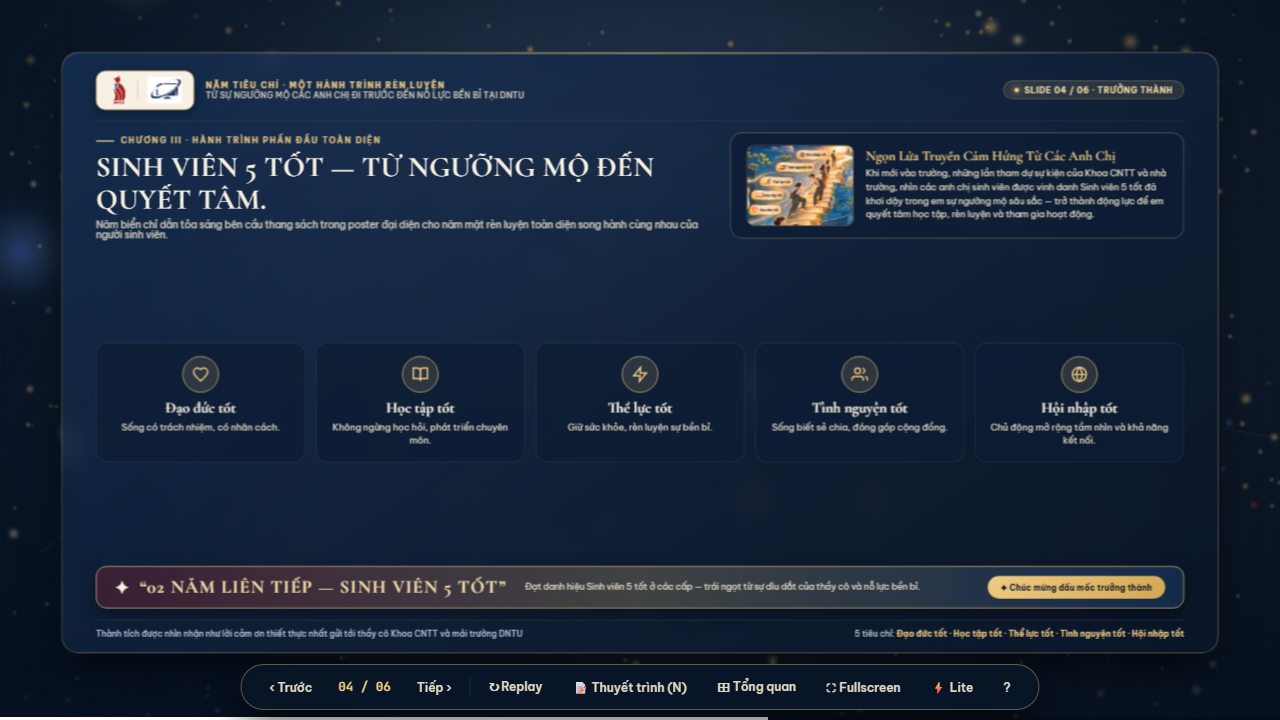 NĂM TIÊU CHÍ · MỘT HÀNH TRÌNH RÈN LUYỆN
TỪ SỰ NGƯỠNG MỘ CÁC ANH CHỊ ĐI TRƯỚC ĐẾN NỖ LỰC BỀN BỈ TẠI DNTU
SLIDE 04 / 06 · TRƯỞNG THÀNH
CHƯƠNG III · HÀNH TRÌNH PHẤN ĐẤU TOÀN DIỆN
SINH VIÊN 5 TỐT — TỪ NGƯỠNG MỘ ĐẾN
QUYẾT TÂM.
Năm biển chỉ dẫn tỏa sáng bên cầu thang sách trong poster đại diện cho năm mặt rèn luyện toàn diện song hành cùng nhau của
người sinh viên.
Ngọn Lửa Truyền Cảm Hứng Từ Các Anh Chị
Khi mới vào trường, những lần tham dự sự kiện của Khoa CNTT và nhà
trường, nhìn các anh chị sinh viên được vinh danh Sinh viên 5 tốt đã
khơi dậy trong em sự ngưỡng mộ sâu sắc — trở thành động lực để em
quyết tâm học tập, rèn luyện và tham gia hoạt động.
Đạo đức tốt
Sống có trách nhiệm, có nhân cách.
Học tập tốt
Không ngừng học hỏi, phát triển chuyên
môn.
Thể lực tốt
Giữ sức khỏe, rèn luyện sự bền bỉ.
Tình nguyện tốt
Sống biết sẻ chia, đóng góp cộng đồng.
Hội nhập tốt
Chủ động mở rộng tầm nhìn và khả năng
kết nối.
✦ “02 NĂM LIÊN TIẾP — SINH VIÊN 5 TỐT”
Đạt danh hiệu Sinh viên 5 tốt ở các cấp — trái ngọt từ sự dìu dắt của thầy cô và nỗ lực bền bỉ.
✦ Chúc mừng dấu mốc trưởng thành
Thành tích được nhìn nhận như lời cảm ơn thiết thực nhất gửi tới thầy cô Khoa CNTT và mái trường DNTU
5 tiêu chí: Đạo đức tốt · Học tập tốt · Thể lực tốt · Tình nguyện tốt · Hội nhập tốt
‹ Trước 04 / 06 Tiếp › ↻ Replay 📝 Thuyết trình (N) ⊞ Tổng quan ⛶ Fullscreen ⚡ Lite ?